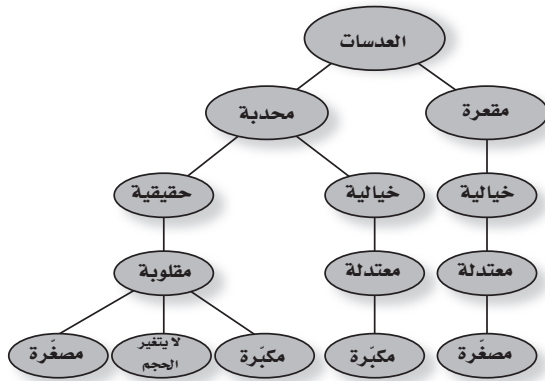 العدسات
مقعرة
محدبة
خيالية
خيالية
حقيقية
معتدلة
معتدلة
مقلوبة
مصغّرة
مكبّرة
مكبّرة
لا يتغير
الحجم
مصغّرة